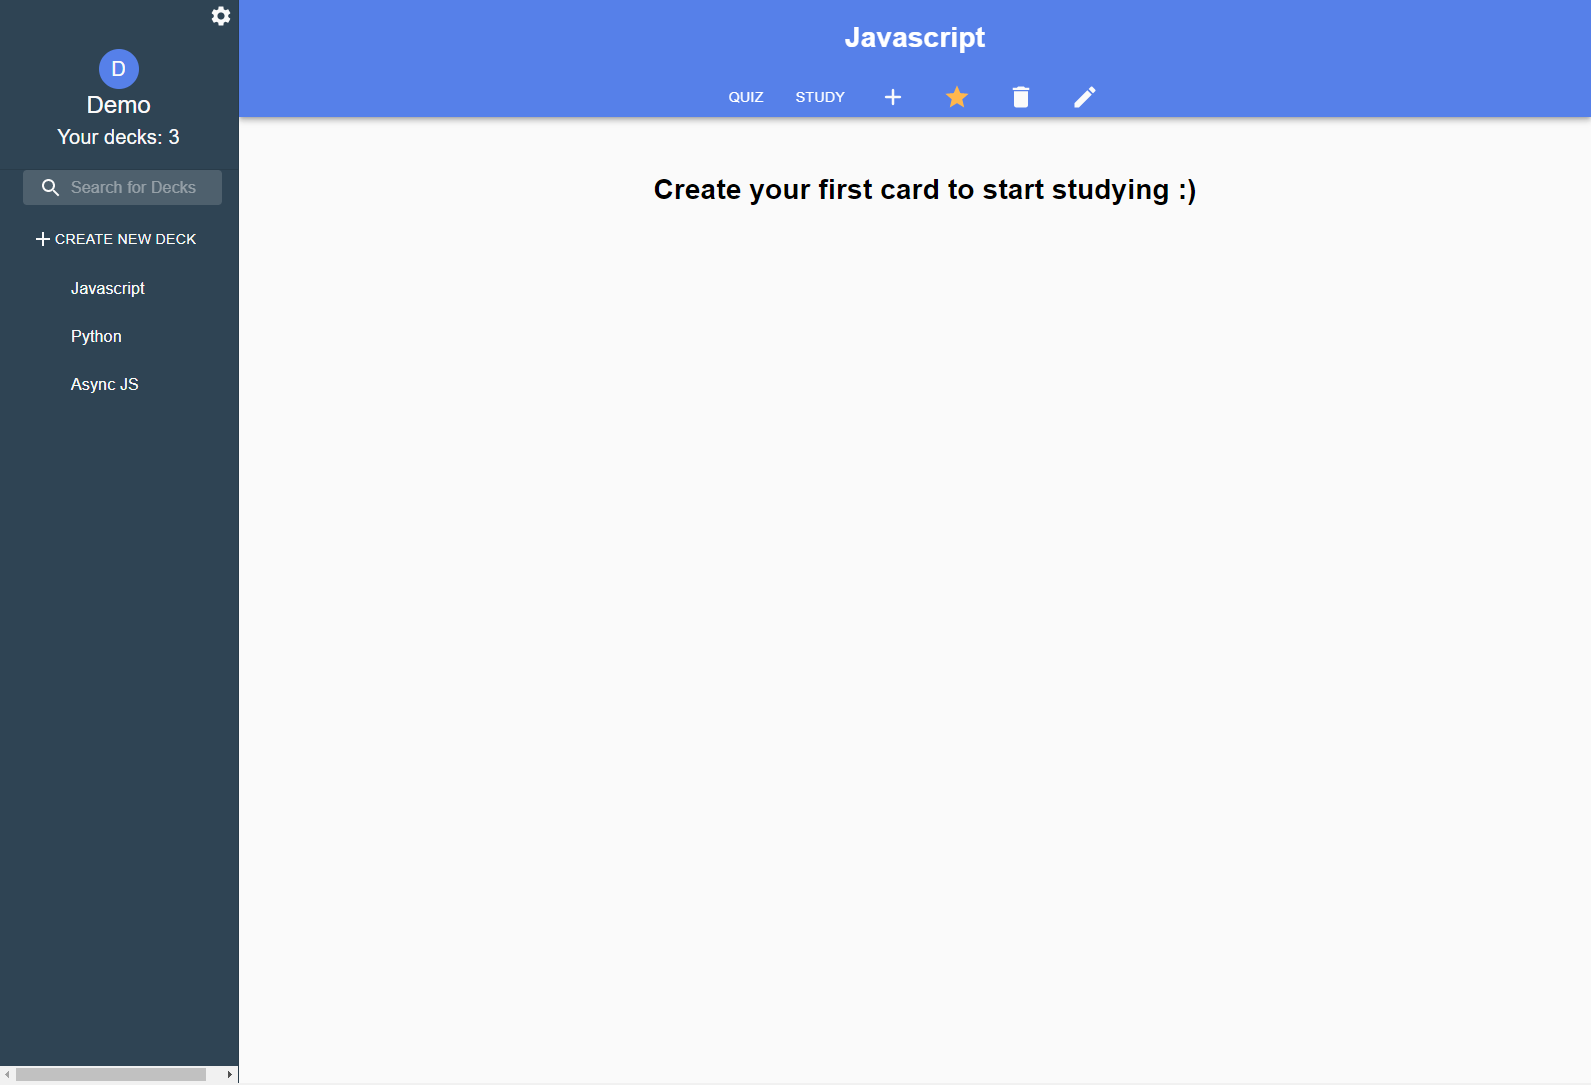 D
Demo
Your decks: 3
Search for Decks
CREATE NEW DECK
Javascript
Python
Async JS
Javascript
QUIZ STUDY
Create your first card to start studying :)